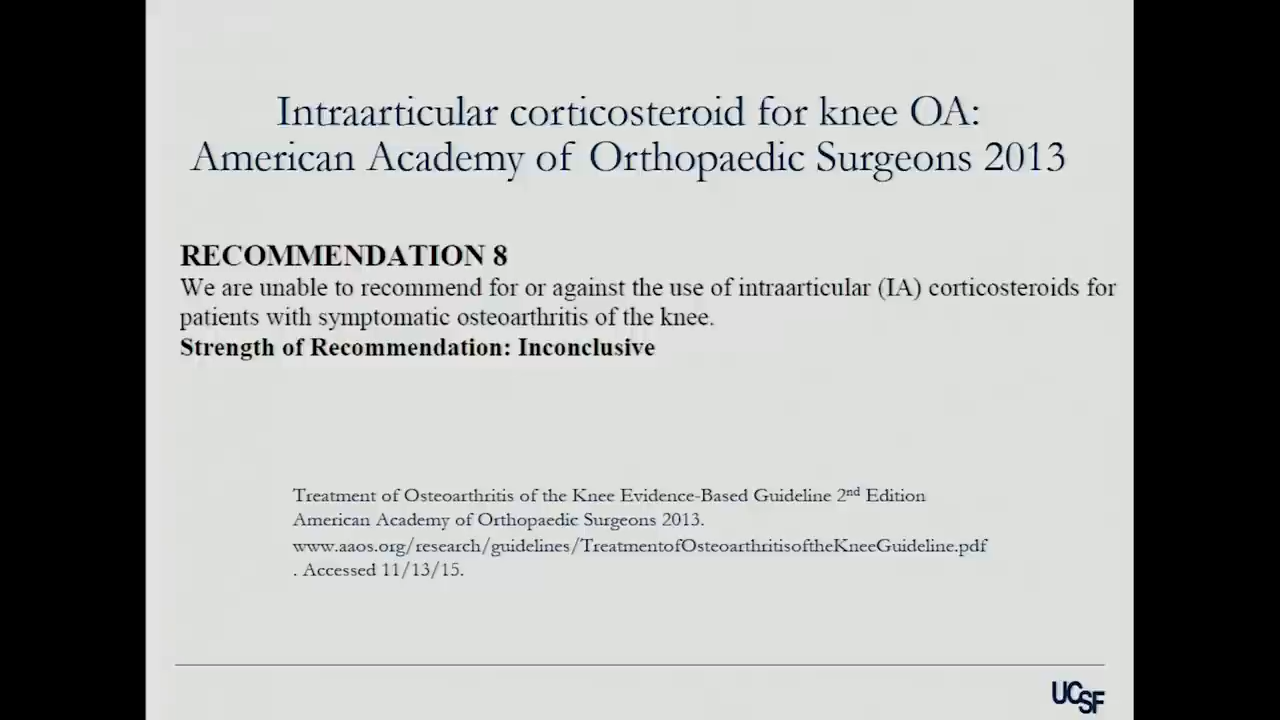 Intraarticular corticosteroid for knee OA:
American Academy of Orthopaedic Surgeons 2013
RECOMMENDATION 8
We are unable to recommend for or against the use of intraarticular (IA) corticosteroids for
patients with symptomatic osteoarthritis of the knee.
Strength of Recommendation: Inconclusive
Treatment of Osteoarthritis of the Knee Evidence-Based Guideline 2nd Edition
American Academy of Orthopaedic Surgeons 2013.
www.aaos.org/research/guidelines/TreatmentofOsteoarthritisoftheKneeGuideline.pdf
. Accessed 11/13/15.
UCSF